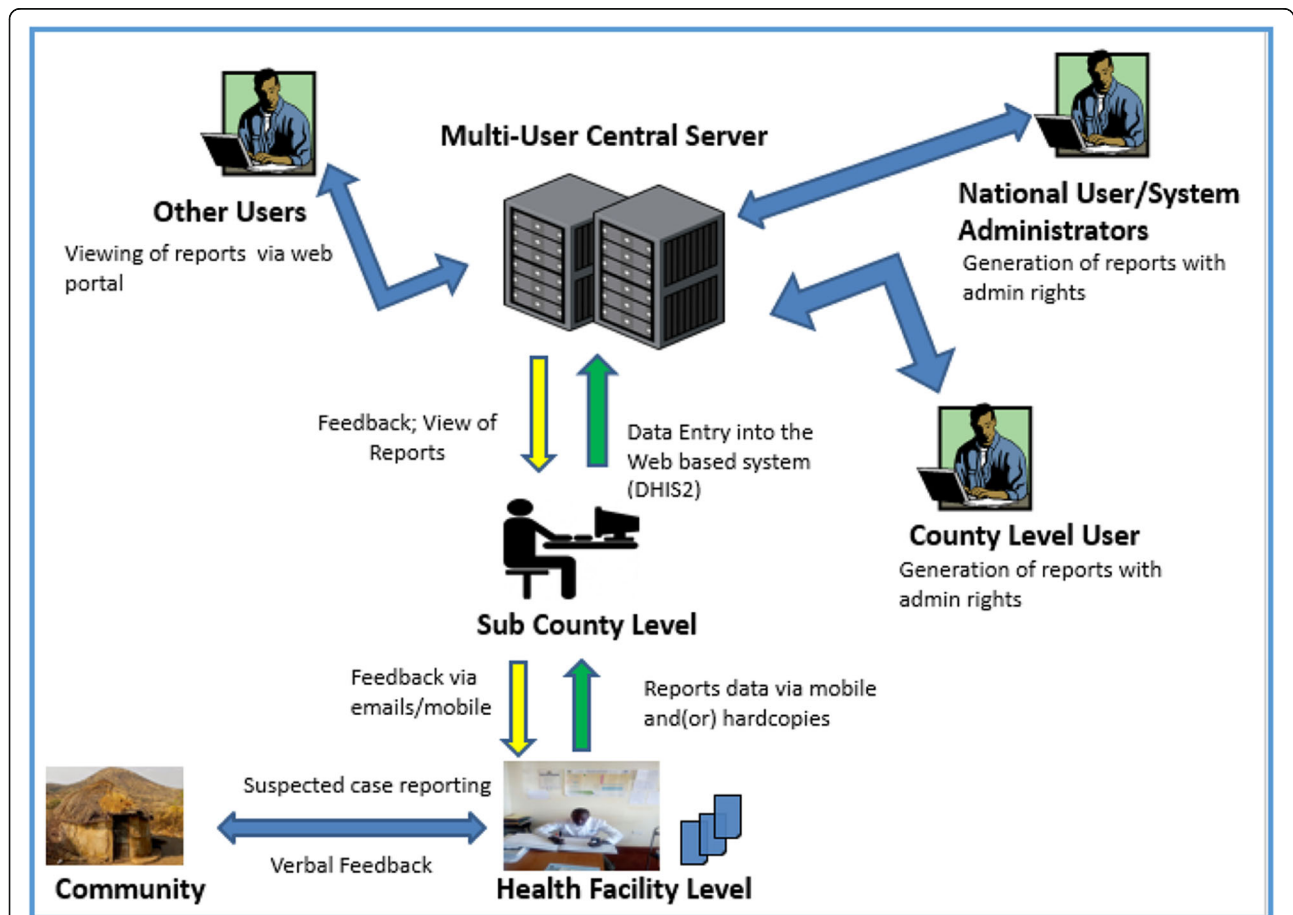 Multi-User Central Server
Other Users
Viewing of reports via web
portal
National User/System
Administrators
Generation of reports with
admin rights
Feedback; View of
Reports
Data Entry into the
Web based system
(DHIS2)
County Level User
Generation of reports with
admin rights
Sub County Level
Feedback via
emails/mobile
Reports data via mobile
and(or) hardcopies
Suspected case reporting
Verbal Feedback
Community
Health Facility Level